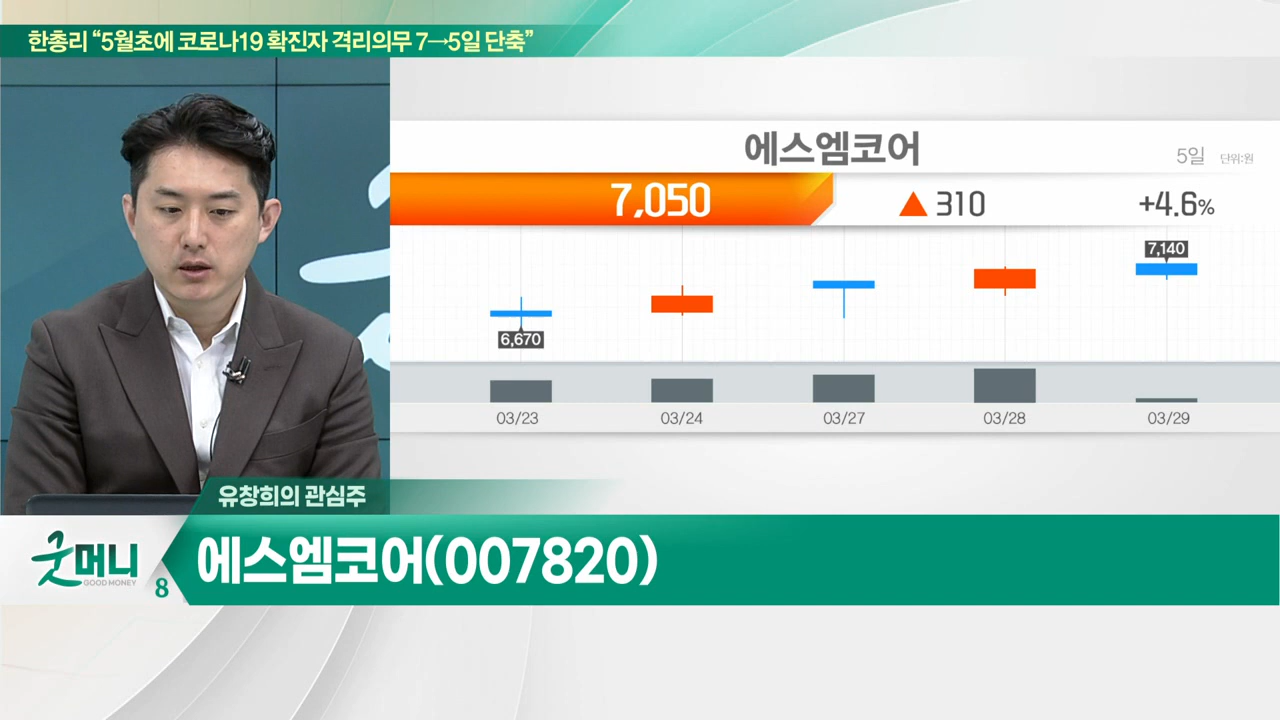 한총리 “5월초에 코로나19 확진자 격리의무 7→5일 단축”
에스엠코어
5일 단위:원
7,050 ▲310 +4.6%
7,140
6,670
03/23 03/24 03/27 03/28 03/29
유창희의 관심주
굿머니
GOOD MONEY
8
에스엠코어(007820)